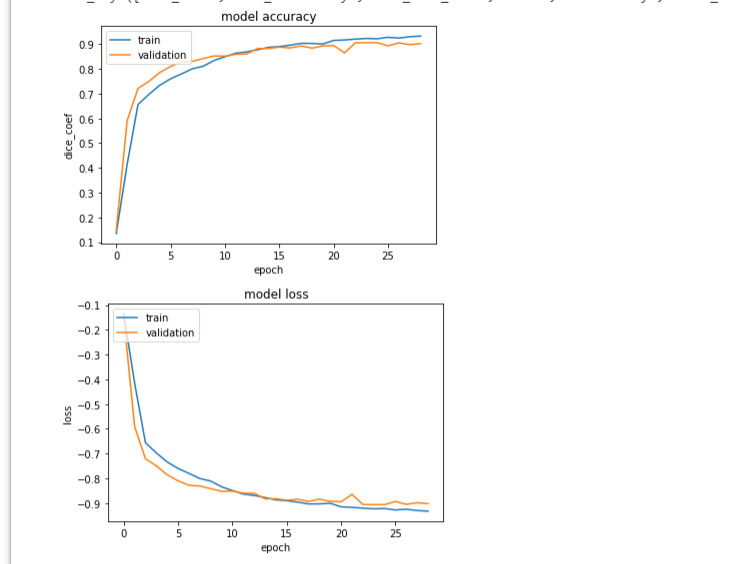 model accuracy
train
validation
0.9
0.8
0.7
0.6
0.5
0.4
0.3
0.2
0.1
dice_coef
0 5 10 15 20 25
epoch
model loss
train
validation
−0.1
−0.2
−0.3
−0.4
−0.5
−0.6
−0.7
−0.8
−0.9
loss
0 5 10 15 20 25
epoch